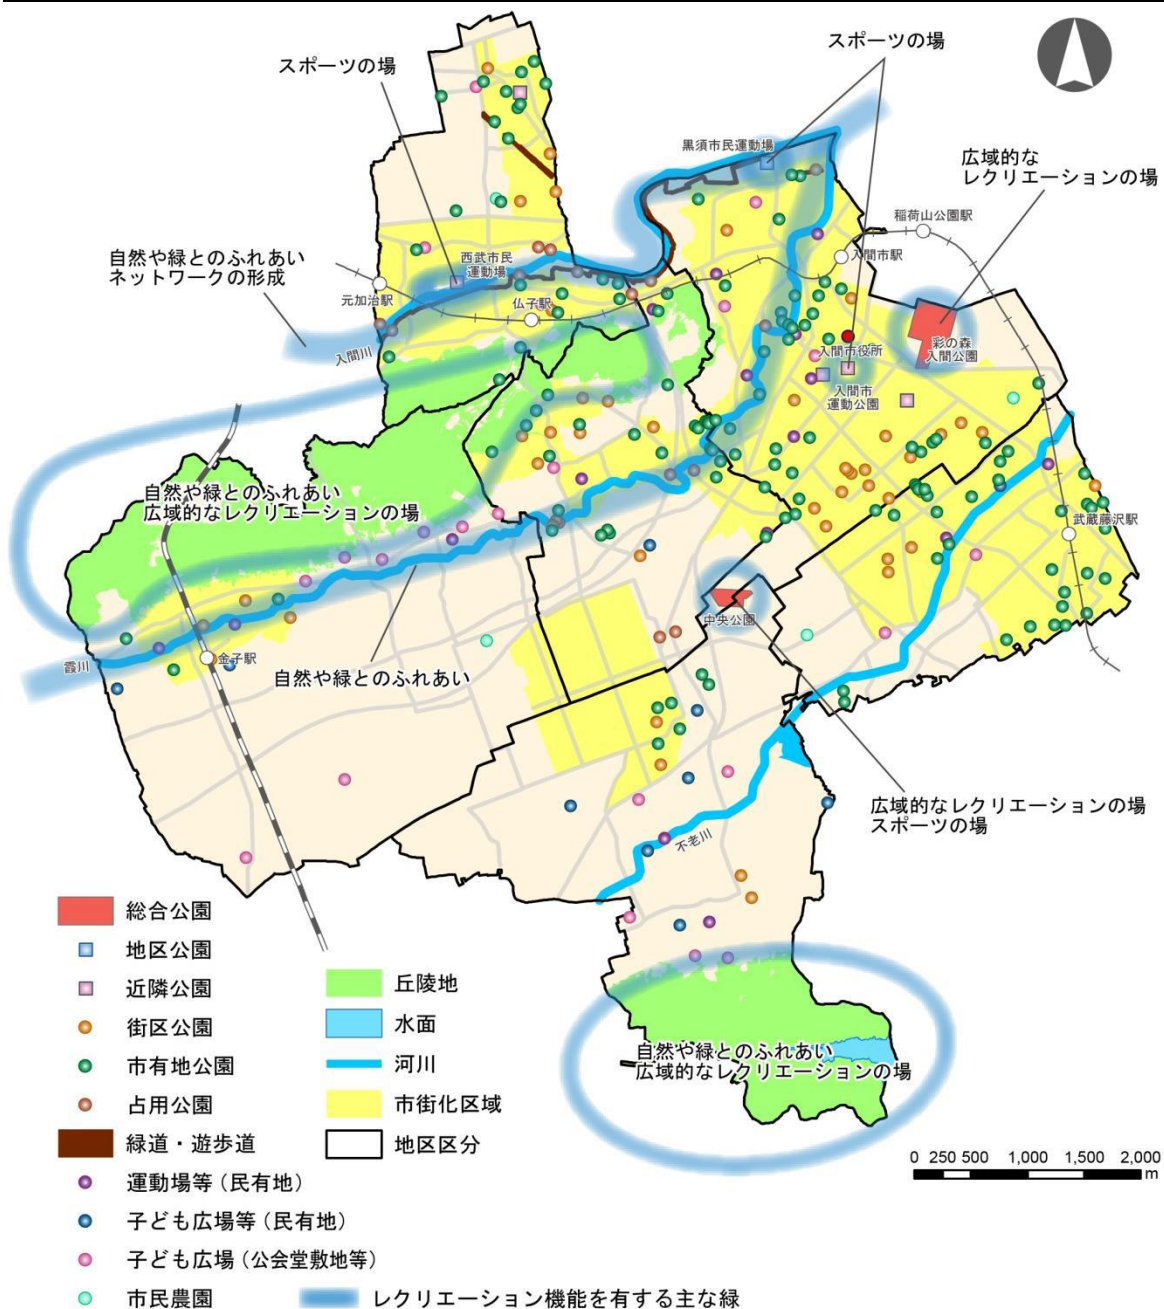 スポーツの場
スポーツの場
黒須市民運動場
広域的な
レクリエーションの場
稲荷山公園駅
入間市駅
自然や緑とのふれあい
ネットワークの形成
西武市民
運動場
元加治駅
仏子駅
入間川
入間市役所
彩の森
入間公園
入間市
運動公園
自然や緑とのふれあい
広域的なレクリエーションの場
武蔵藤沢駅
中央公園
霞川
金子駅
自然や緑とのふれあい
広域的なレクリエーションの場
スポーツの場
不老川
自然や緑とのふれあい
広域的なレクリエーションの場
総合公園
地区公園
近隣公園
街区公園
市有地公園
占用公園
緑道・遊歩道
運動場等(民有地)
子ども広場等(民有地)
子ども広場(公会堂敷地等)
市民農園
丘陵地
水面
河川
市街化区域
地区区分
レクリエーション機能を有する主な緑
0 250 500 1,000 1,500 2,000
m